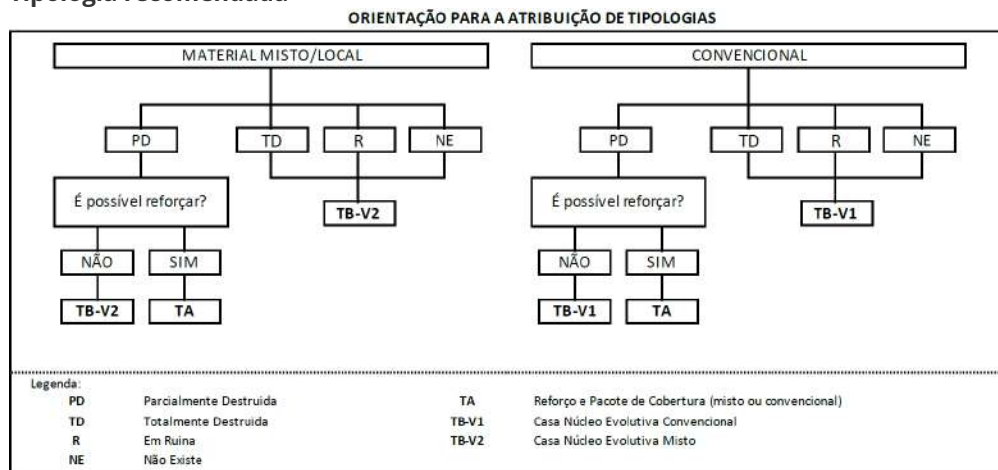 Tipologia recomendada
ORIENTAÇÃO PARA A ATRIBUIÇÃO DE TIPOLOGIAS
MATERIAL MISTO/LOCAL
PD TD R NE
É possível reforçar?
TB-V2
NÃO SIM
TB-V2 TA
CONVENCIONAL
PD TD R NE
É possível reforçar?
TB-V1
NÃO SIM
TB-V1 TA
Legenda:
PD Parcialmente Destruida
TD Totalmente Destruida
R Em Ruina
NE Não Existe
TA Reforço e Pacote de Cobertura (misto ou convencional)
TB-V1 Casa Núcleo Evolutiva Convencional
TB-V2 Casa Núcleo Evolutiva Misto